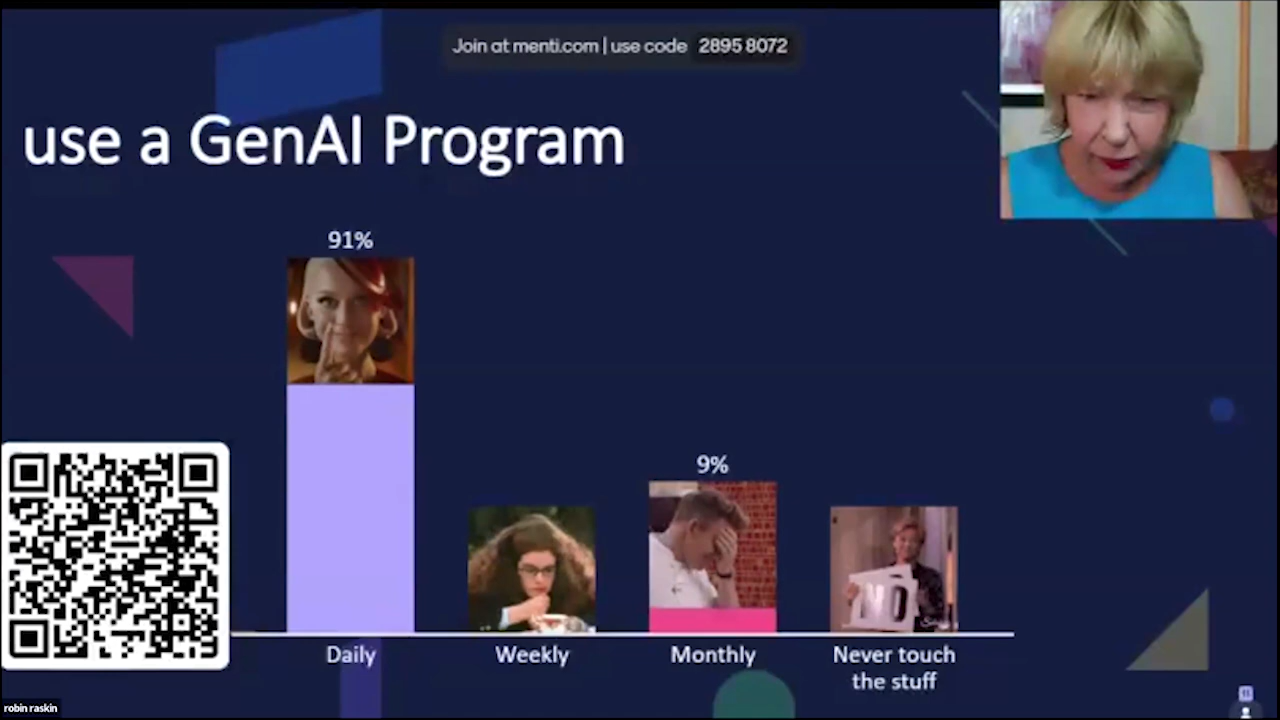 Join at menti.com | use code 2895 8072
use a GenAI Program
91%
9%
NO
Daily
Weekly
Monthly
Never touch
the stuff
robin raskin